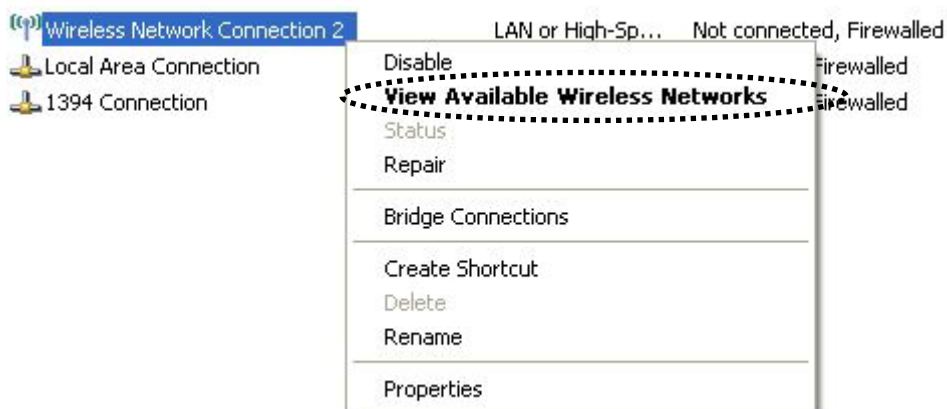 Wireless Network Connection 2 LAN or High-Sp... Not connected, Firewalled
Local Area Connection Firewalled
1394 Connection Firewalled
Disable
View Available Wireless Networks
Status
Repair
Bridge Connections
Create Shortcut
Delete
Rename
Properties